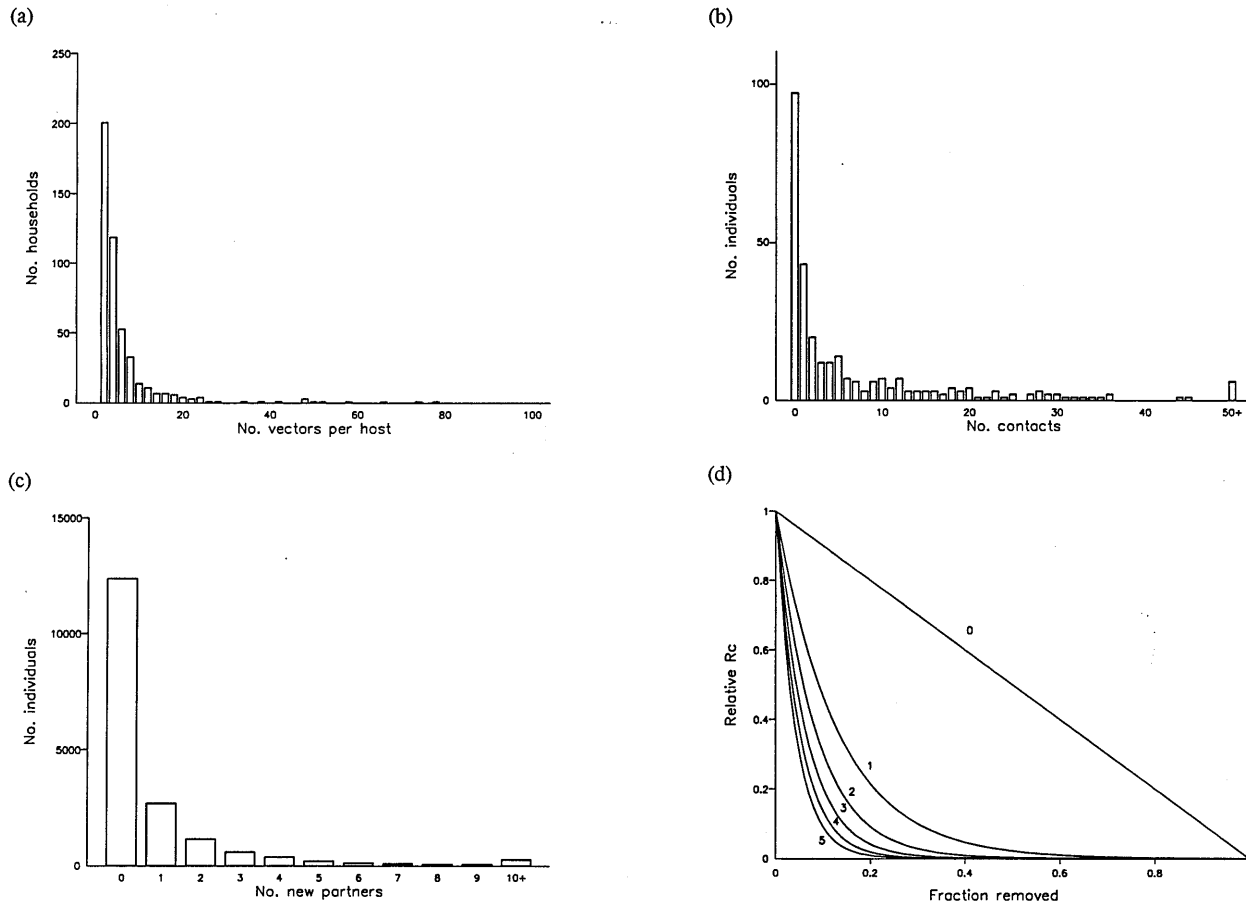 (a)
250
200
150
100
50
0
No. households
0 20 40 60 80 100
No. vectors per host
(b)
100
50
0
No. individuals
0 10 20 30 40 50+
No. contacts
(c)
15000
10000
5000
0
No. individuals
0 1 2 3 4 5 6 7 8 9 10+
No. new partners
(d)
1
0.8
0.6
0.4
0.2
0
Relative Rc
0
1
2
3
4
5
0 0.2 0.4 0.6 0.8
Fraction removed